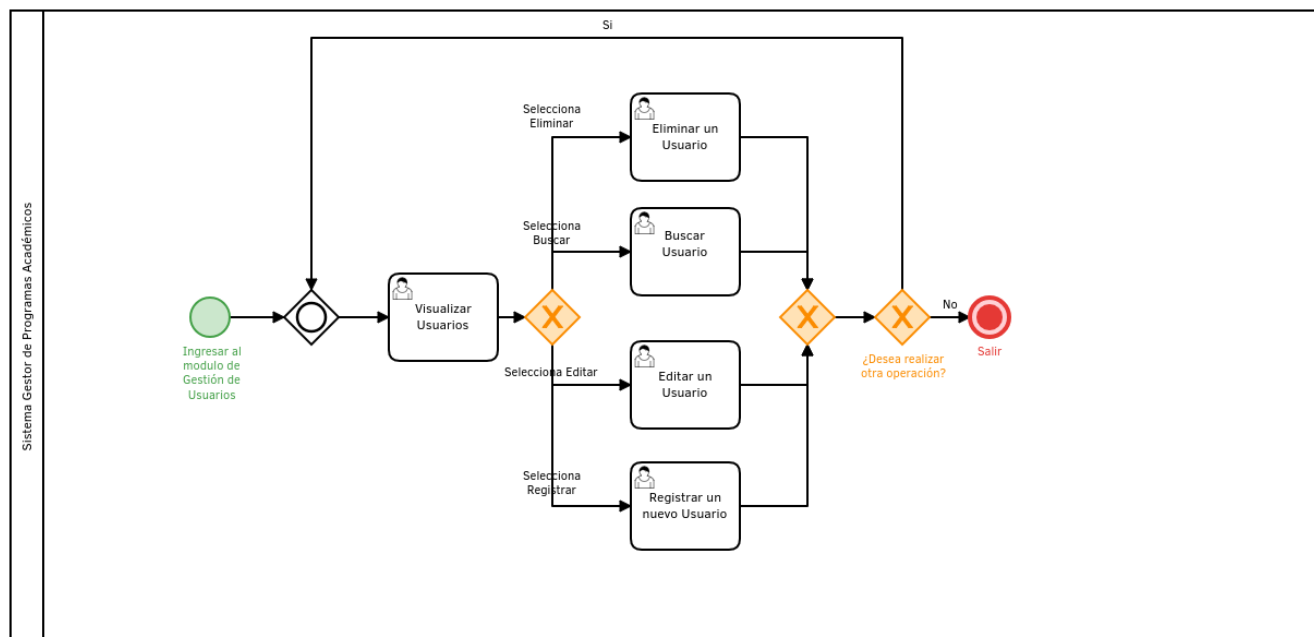 Si
Sistema Gestor de Programas Académicos
Selecciona
Eliminar
Eliminar un
Usuario
Selecciona
Buscar
Buscar
Usuario
Visualizar
Usuarios
Ingresar al
modulo de
Gestión de
Usuarios
Selecciona Editar
Editar un
Usuario
Selecciona
Registrar
Registrar un
nuevo Usuario
¿Desea realizar
otra operación?
No
Salir